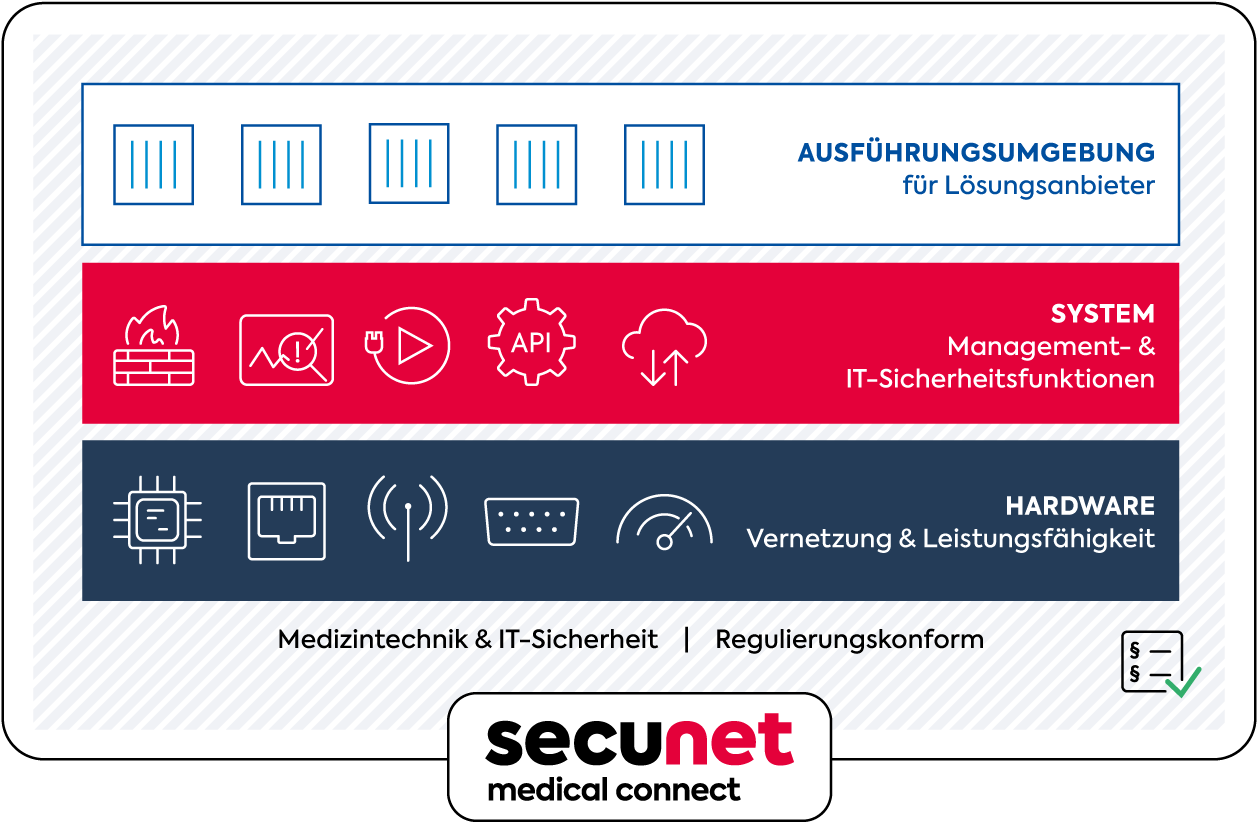 AUSFÜHRUNGSUMGEBUNG
für Lösungsanbieter
API
SYSTEM
Management- &
IT-Sicherheitsfunktionen
HARDWARE
Vernetzung & Leistungsfähigkeit
Medizintechnik & IT-Sicherheit | Regulierungskonform
§
§
secunet
medical connect